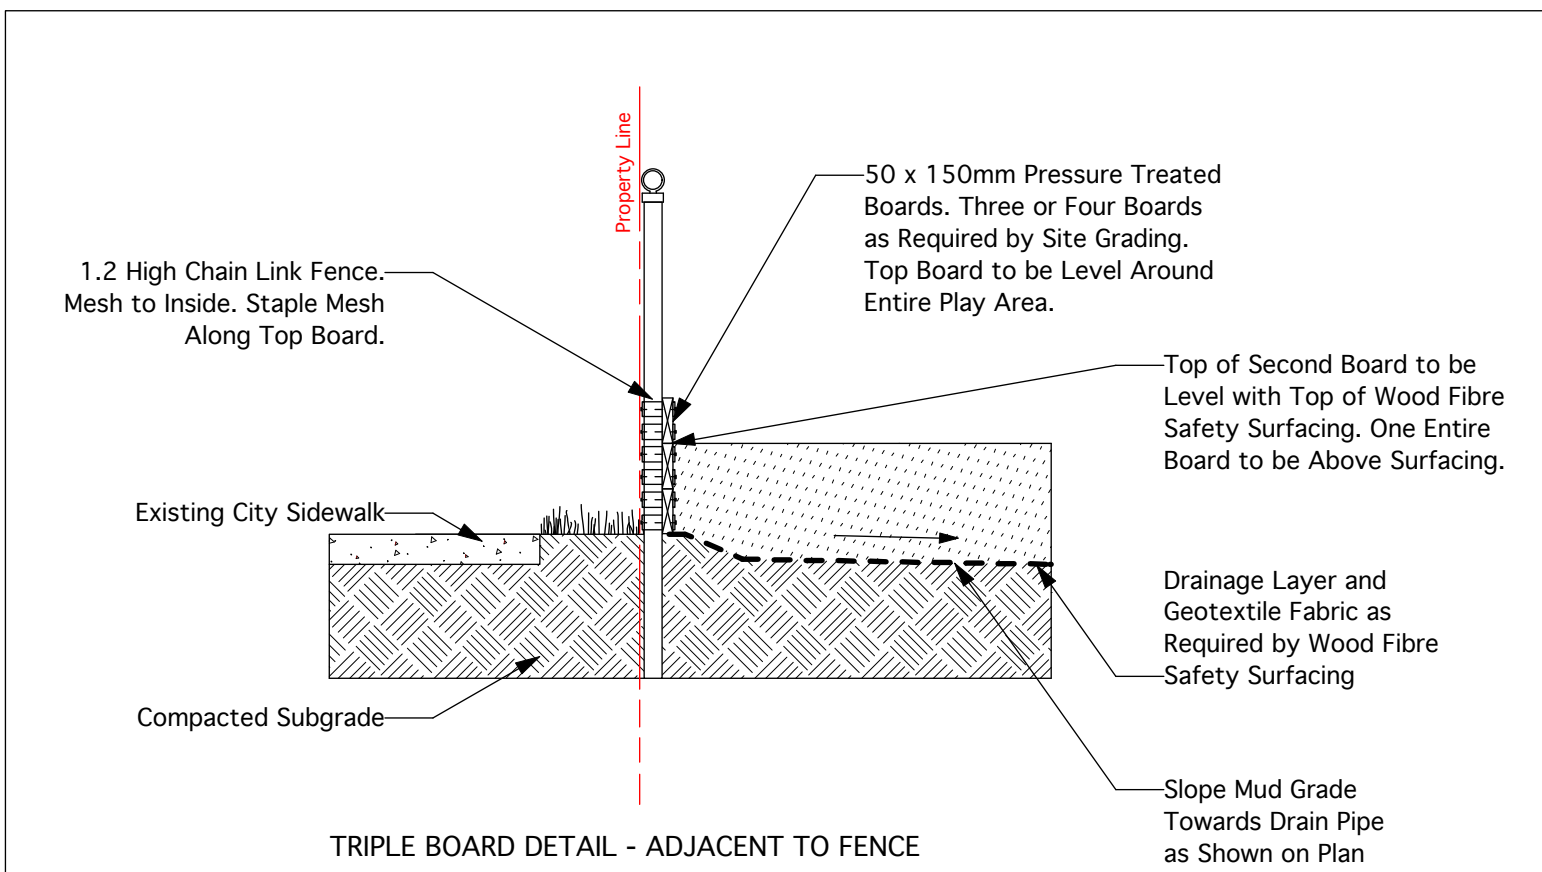 Property Line
50 x 150mm Pressure Treated
Boards. Three or Four Boards
as Required by Site Grading.
Top Board to be Level Around
Entire Play Area.
1.2 High Chain Link Fence.
Mesh to Inside. Staple Mesh
Along Top Board.
Top of Second Board to be
Level with Top of Wood Fibre
Safety Surfacing. One Entire
Board to be Above Surfacing.
Existing City Sidewalk
Drainage Layer and
Geotextile Fabric as
Required by Wood Fibre
Safety Surfacing
Compacted Subgrade
Slope Mud Grade
Towards Drain Pipe
as Shown on Plan
TRIPLE BOARD DETAIL - ADJACENT TO FENCE